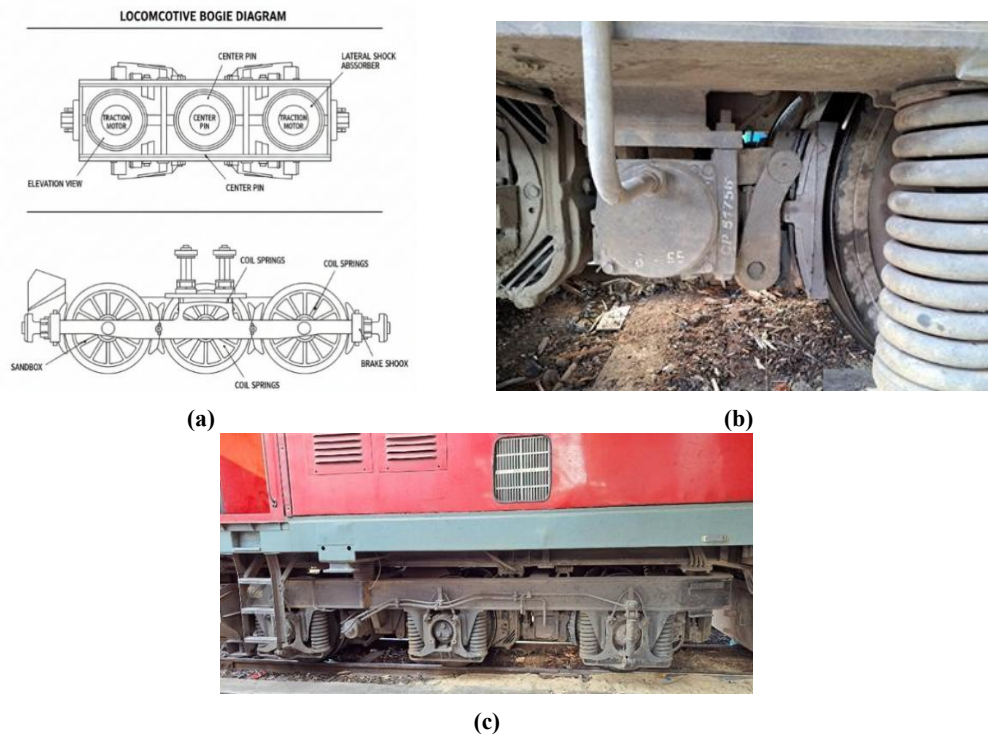 LOCOMCOTIVE BOGIE DIAGRAM
CENTER PIN
LATERAL SHOCK
ABSSORBER
TRACTION
MOTOR
CENTER
PIN
TRACTION
MOTOR
ELEVATION VIEW
CENTER PIN
COIL SPRINGS
COIL SPRINGS
SANDBOX
BRAKE SHOOX
COIL SPRINGS
(a)
(b)
(c)